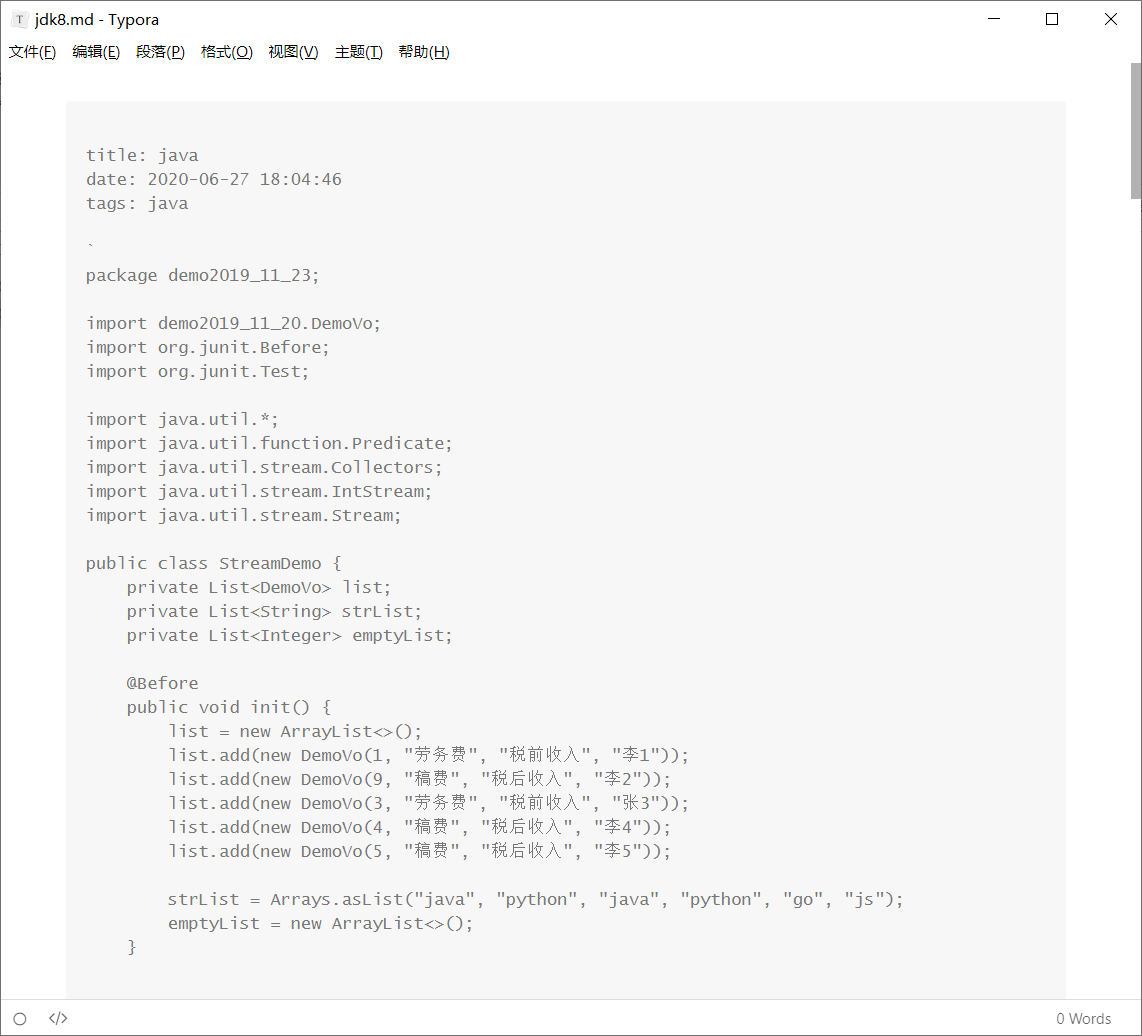 T jdk8.md - Typora
文件(F) 编辑(E) 段落(P) 格式(O) 视图(V) 主题(T) 帮助(H)
title: java
date: 2020-06-27 18:04:46
tags: java
`
package demo2019_11_23;
import demo2019_11_20.DemoVo;
import org.junit.Before;
import org.junit.Test;
import java.util.*;
import java.util.function.Predicate;
import java.util.stream.Collectors;
import java.util.stream.IntStream;
import java.util.stream.Stream;
public class StreamDemo {
    private List<DemoVo> list;
    private List<String> strList;
    private List<Integer> emptyList;
    @Before
    public void init() {
        list = new ArrayList<>();
        list.add(new DemoVo(1, "劳务费", "税前收入", "李1"));
        list.add(new DemoVo(9, "稿费", "税后收入", "李2"));
        list.add(new DemoVo(3, "劳务费", "税前收入", "张3"));
        list.add(new DemoVo(4, "稿费", "税后收入", "李4"));
        list.add(new DemoVo(5, "稿费", "税后收入", "李5"));
        strList = Arrays.asList("java", "python", "java", "python", "go", "js");
        emptyList = new ArrayList<>();
    }
</> 0 Words